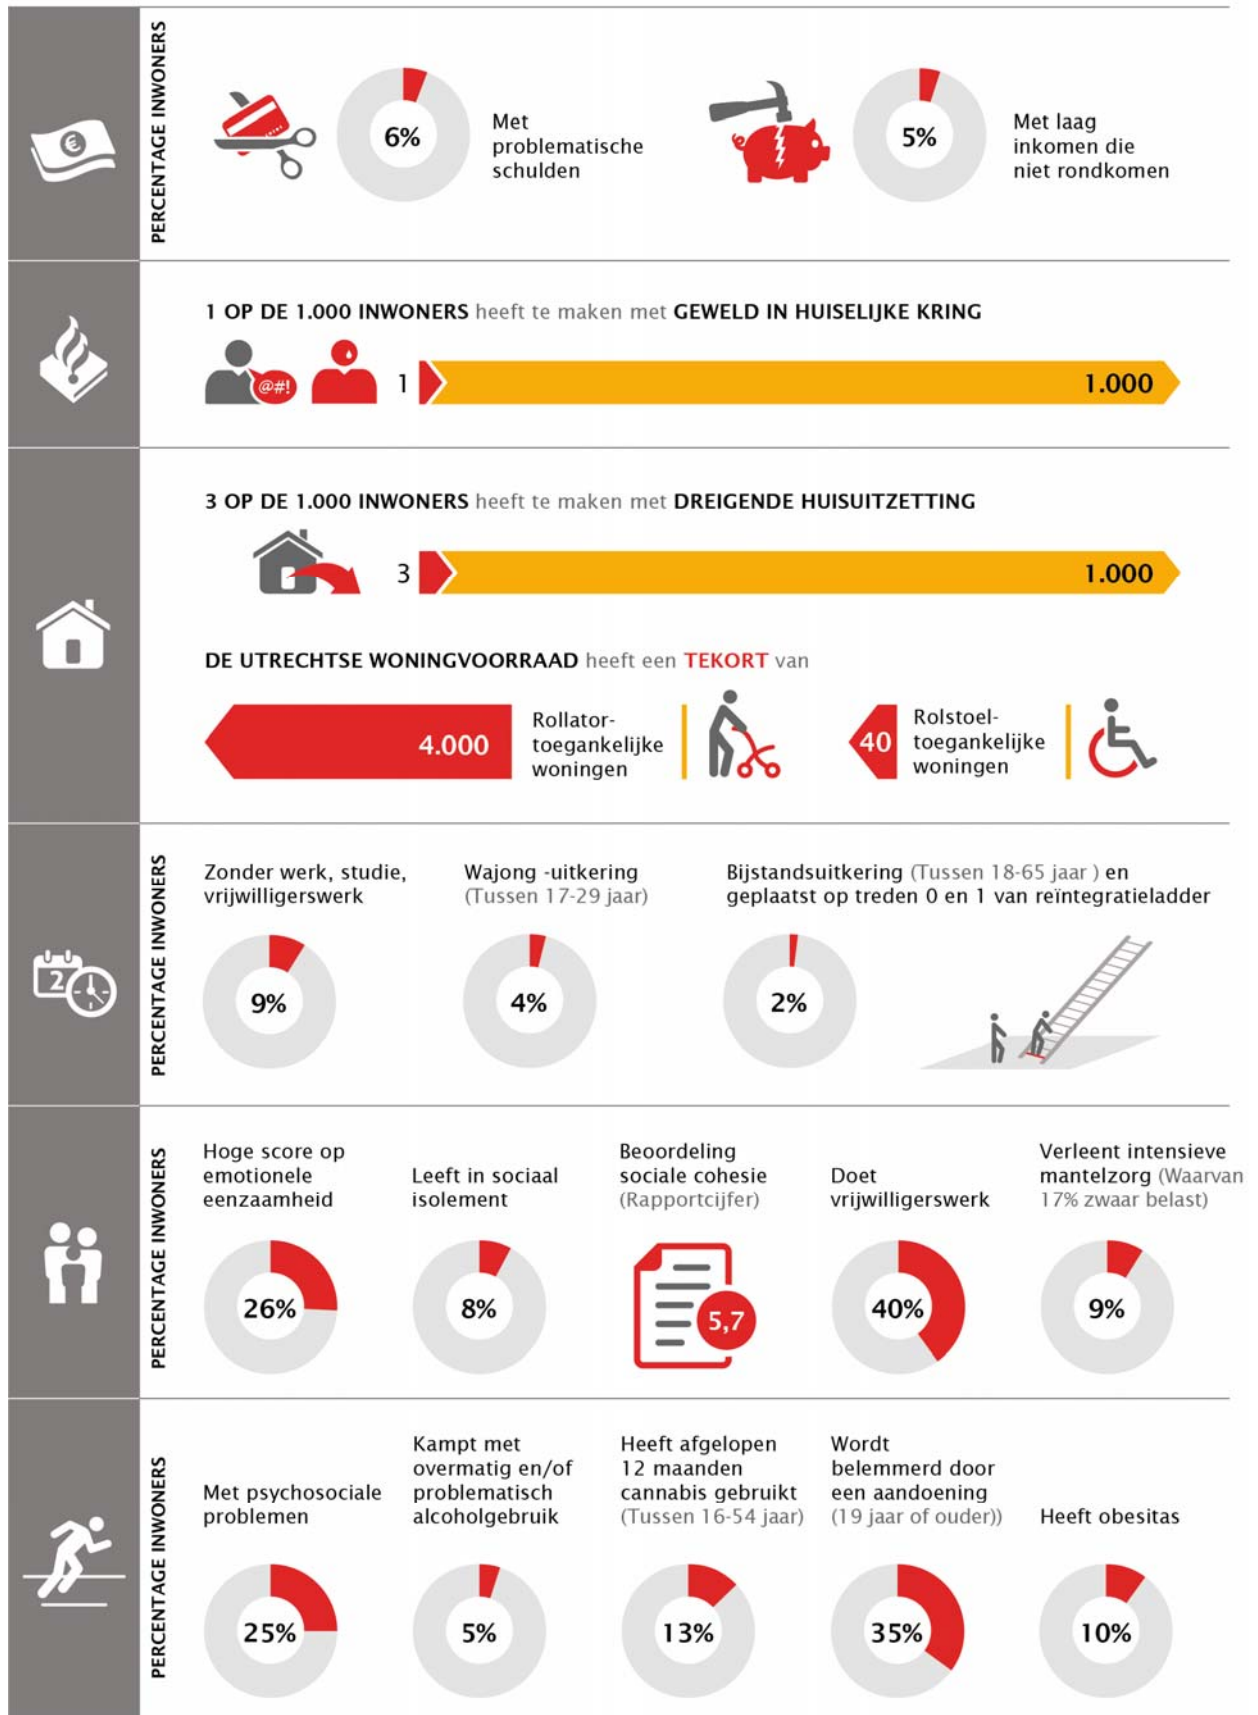 PERCENTAGE INWONERS
6%
Met
problematische
schulden
5%
Met laag
inkomen die
niet rondkomen
€
1 OP DE 1.000 INWONERS heeft te maken met GEWELD IN HUISELIJKE KRING
@#!
1
1.000
3 OP DE 1.000 INWONERS heeft te maken met DREIGENDE HUISUITZETTING
3
1.000
DE UTRECHTSE WONINGVOORRAAD heeft een TEKORT van
4.000
Rollator-
toegankelijke
woningen
40
Rolstoel-
toegankelijke
woningen
PERCENTAGE INWONERS
2
Zonder werk, studie,
vrijwilligerswerk
9%
Wajong -uitkering
(Tussen 17-29 jaar)
4%
Bijstandsuitkering (Tussen 18-65 jaar ) en
geplaatst op treden 0 en 1 van reïntegratieladder
2%
PERCENTAGE INWONERS
Hoge score op
emotionele
eenzaamheid
26%
Leeft in sociaal
isolement
8%
Beoordeling
sociale cohesie
(Rapportcijfer)
5,7
Doet
vrijwilligerswerk
40%
Verleent intensieve
mantelzorg (Waarvan
17% zwaar belast)
9%
PERCENTAGE INWONERS
Met psychosociale
problemen
25%
Kampt met
overmatig en/of
problematisch
alcoholgebruik
5%
Heeft afgelopen
12 maanden
cannabis gebruikt
(Tussen 16-54 jaar)
13%
Wordt
belemmerd door
een aandoening
(19 jaar of ouder))
35%
Heeft obesitas
10%